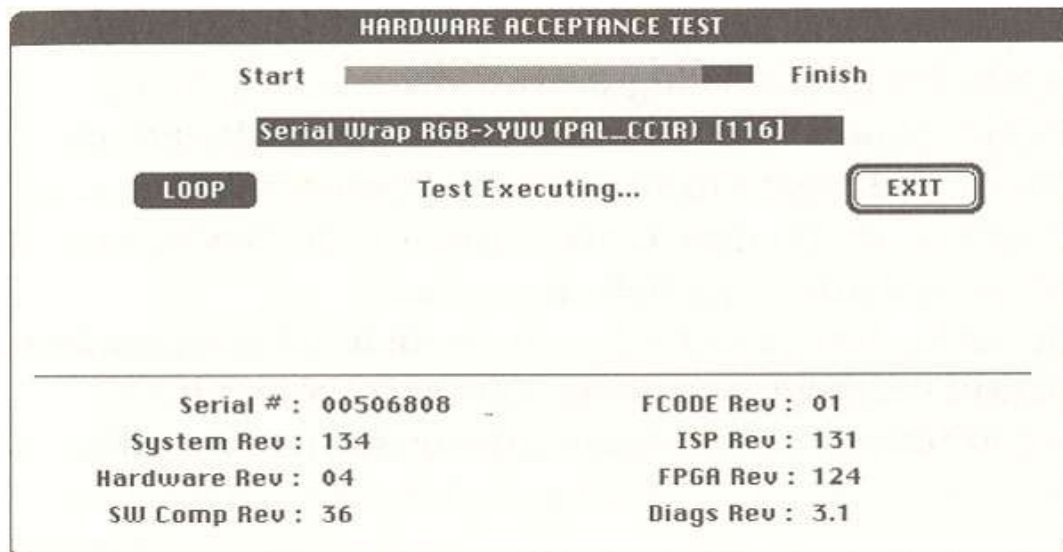 HARDWARE ACCEPTANCE TEST
Start Finish
Serial Wrap RGB->YUV (PAL_CCIR) [116]
LOOP Test Executing... EXIT
Serial #: 00506808 FCODE Rev: 01
System Rev: 134 ISP Rev: 131
Hardware Rev: 04 FPGA Rev: 124
SW Comp Rev: 36 Diags Rev: 3.1